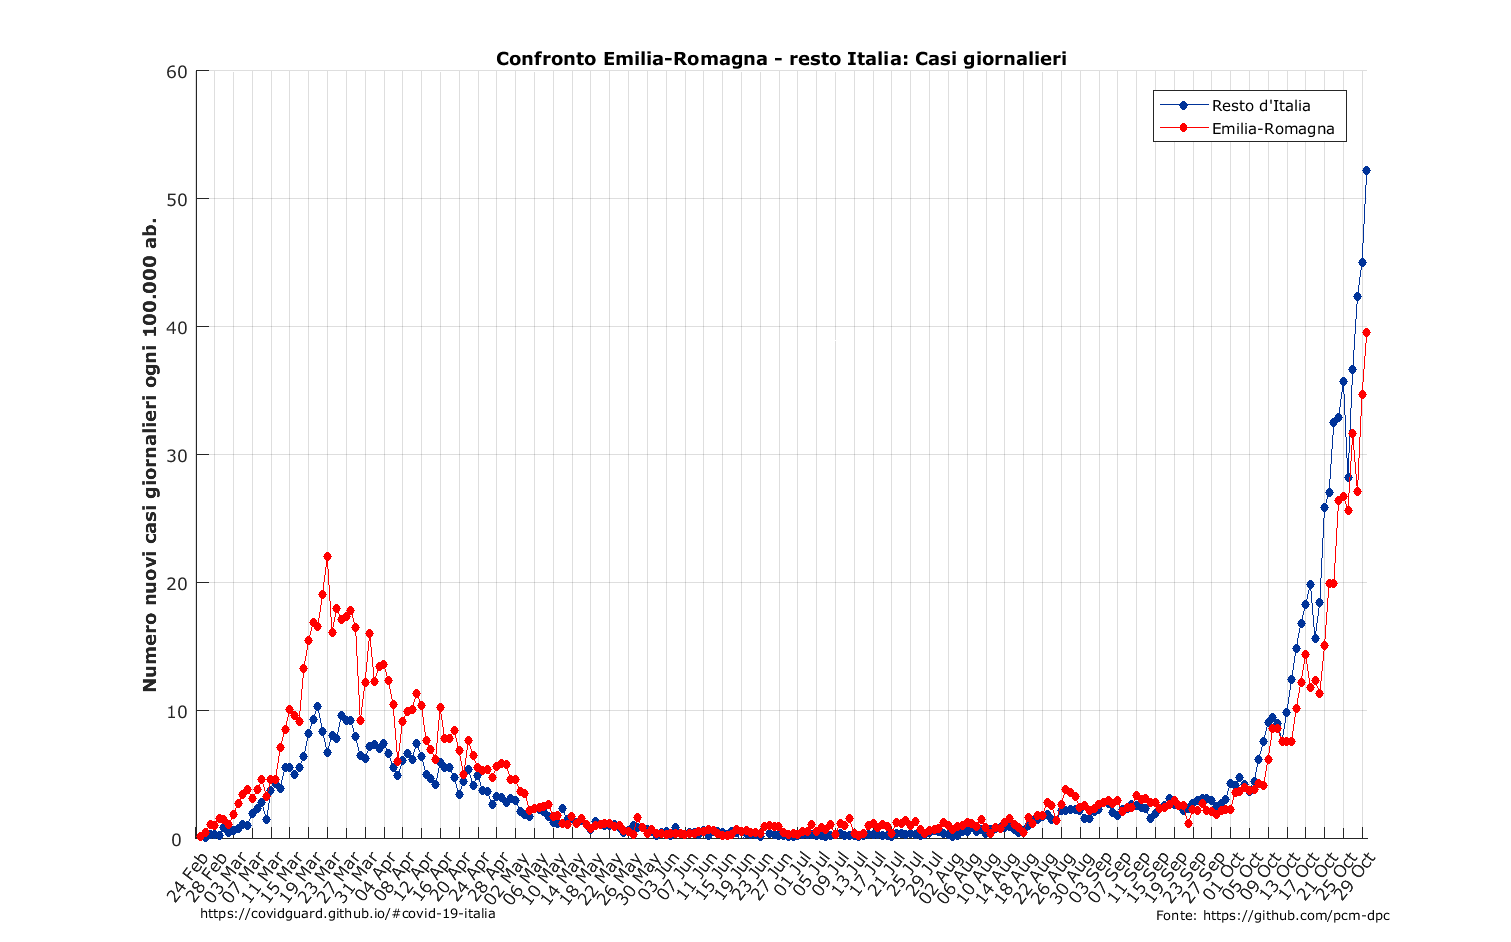 Confronto Emilia-Romagna - resto Italia: Casi giornalieri
Resto d'Italia
Emilia-Romagna
Numero nuovi casi giornalieri ogni 100.000 ab.
60
50
40
30
20
10
0
24 Feb
28 Feb
03 Mar
07 Mar
11 Mar
15 Mar
19 Mar
23 Mar
27 Mar
31 Mar
04 Apr
08 Apr
12 Apr
16 Apr
20 Apr
24 Apr
28 Apr
02 May
06 May
10 May
14 May
18 May
22 May
26 May
30 May
03 Jun
07 Jun
11 Jun
15 Jun
19 Jun
23 Jun
27 Jun
01 Jul
05 Jul
09 Jul
13 Jul
17 Jul
21 Jul
25 Jul
29 Jul
02 Aug
06 Aug
10 Aug
14 Aug
18 Aug
22 Aug
26 Aug
30 Aug
03 Sep
07 Sep
11 Sep
15 Sep
19 Sep
23 Sep
27 Sep
01 Oct
05 Oct
09 Oct
13 Oct
17 Oct
21 Oct
25 Oct
29 Oct
https://covidguard.github.io/#covid-19-italia
Fonte: https://github.com/pcm-dpc